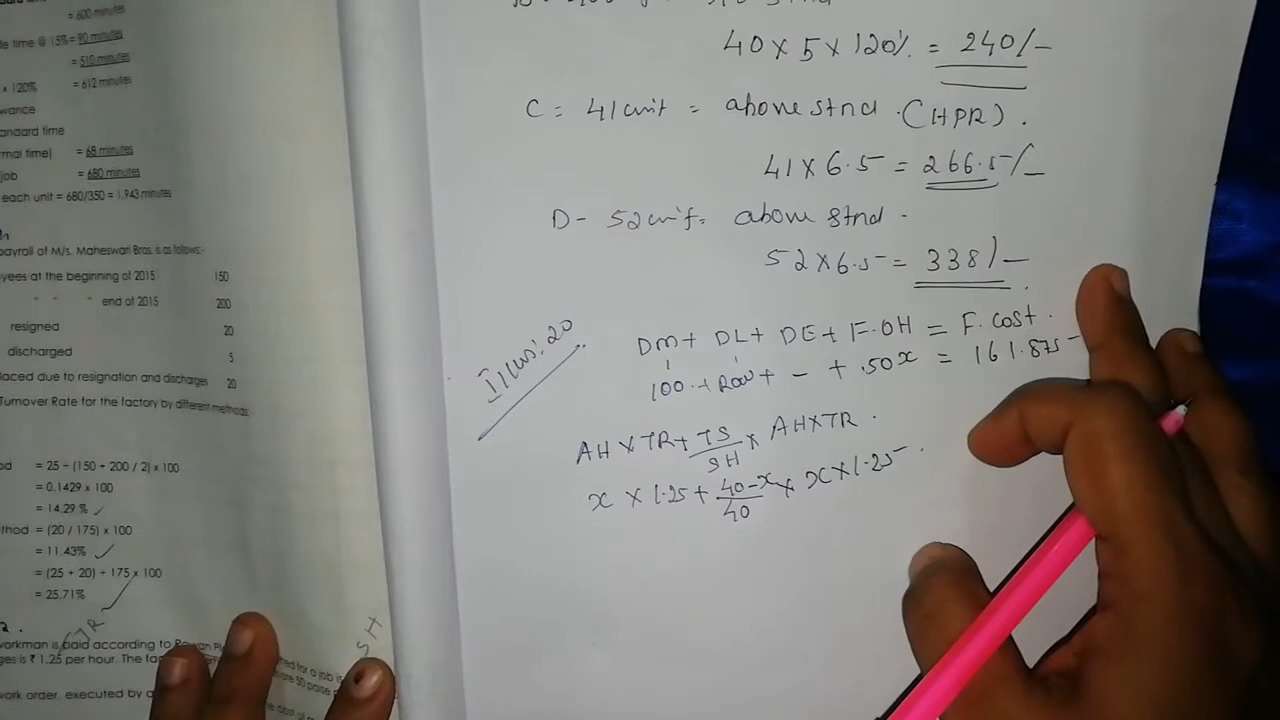 = 600 minutes
le time @ 15% = 90 minutes
= 510 minutes
x 120% = 612 minutes
wance
andard time
rmal time) = 68 minutes
job = 680 minutes
each unit = 680/350 = 1.943 minutes
payroll of M/s. Maheswari Bros. is as follows:-
yees at the beginning of 2015 150
" " " end of 2015 200
resigned 20
discharged 5
laced due to resignation and discharges 20
Turnover Rate for the factory by different methods.
od = 25 ÷ (150 + 200 / 2) x 100
= 0.1429 x 100
= 14.29 %
thod = (20 / 175) x 100
= 11.43%
= (25 + 20) ÷ 175 x 100
= 25.71%
workman is paid according to Rowan
ges is ₹ 1.25 per hour. The
work order, executed by a
SH
40 x 5 x 120% = 240/-
C = 41 unit = above stnd. (HPR).
41 x 6.5 = 266.5/-
D - 52 unit = above stnd.
52 x 6.5 = 338/-
Illus: 20
DM + DL + DE + F.OH = F. cost.
100 + Row + - + .50x = 161.875
AH x TR + TS/SH x AH x TR.
x x 1.25 + 40-x/40 x x x 1.25